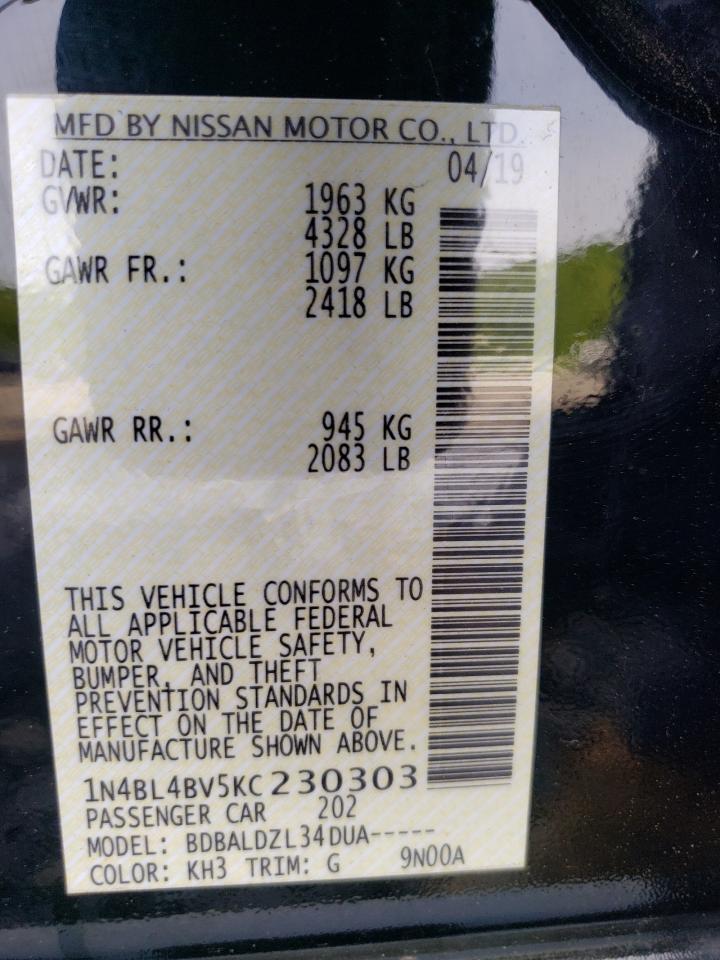 MFD BY NISSAN MOTOR CO., LTD.
DATE: 04/19
GVWR: 1963 KG
4328 LB
GAWR FR.: 1097 KG
2418 LB
GAWR RR.: 945 KG
2083 LB
THIS VEHICLE CONFORMS TO
ALL APPLICABLE FEDERAL
MOTOR VEHICLE SAFETY,
BUMPER, AND THEFT
PREVENTION STANDARDS IN
EFFECT ON THE DATE OF
MANUFACTURE SHOWN ABOVE.
1N4BL4BV5KC230303
PASSENGER CAR 202
MODEL: BDBALDZL34DUA-----
COLOR: KH3 TRIM: G 9N00A